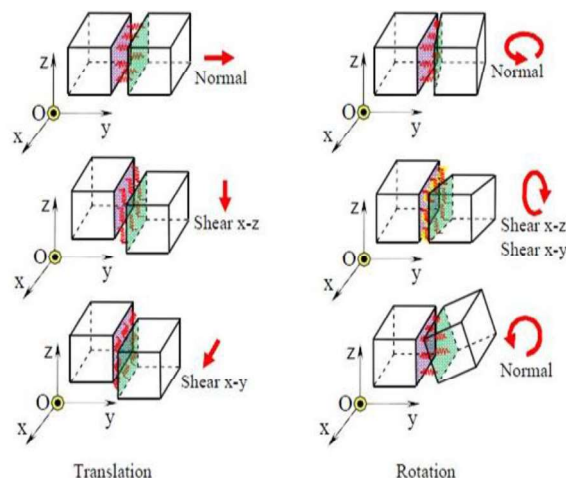 z
Normal
O
y
x
z
Normal
O
y
x
z
Shear x-z
O
y
x
z
Shear x-z
Shear x-y
O
y
x
z
Shear x-y
O
y
x
z
Normal
O
y
x
Translation
Rotation